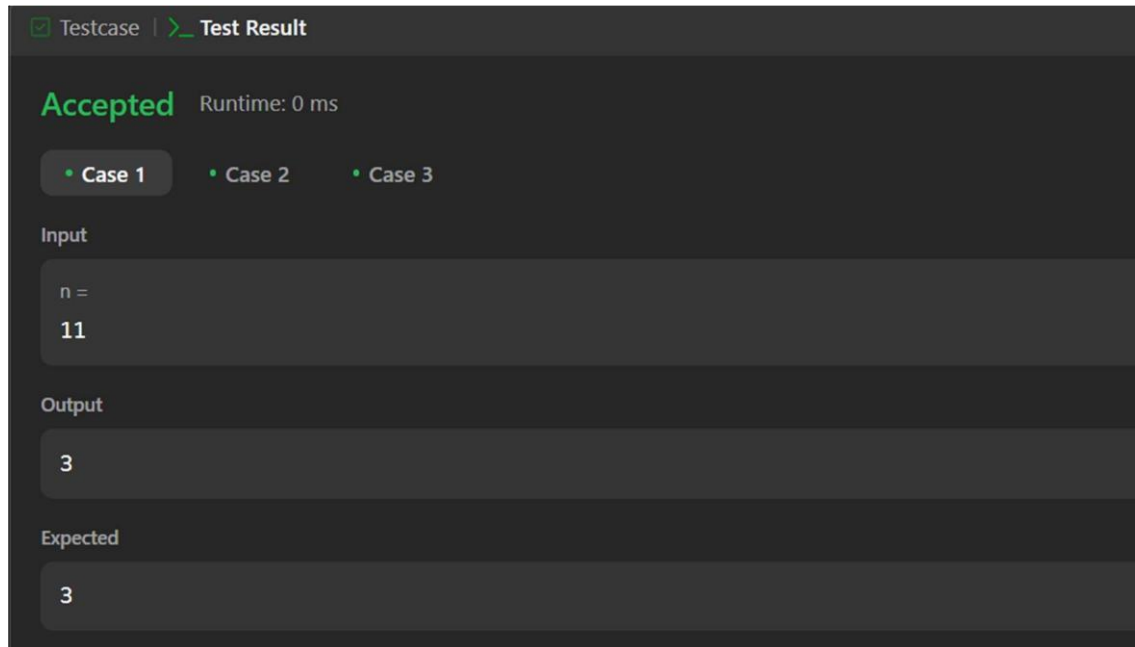 Testcase | >_ Test Result
Accepted Runtime: 0 ms
• Case 1 • Case 2 • Case 3
Input
n =
11
Output
3
Expected
3